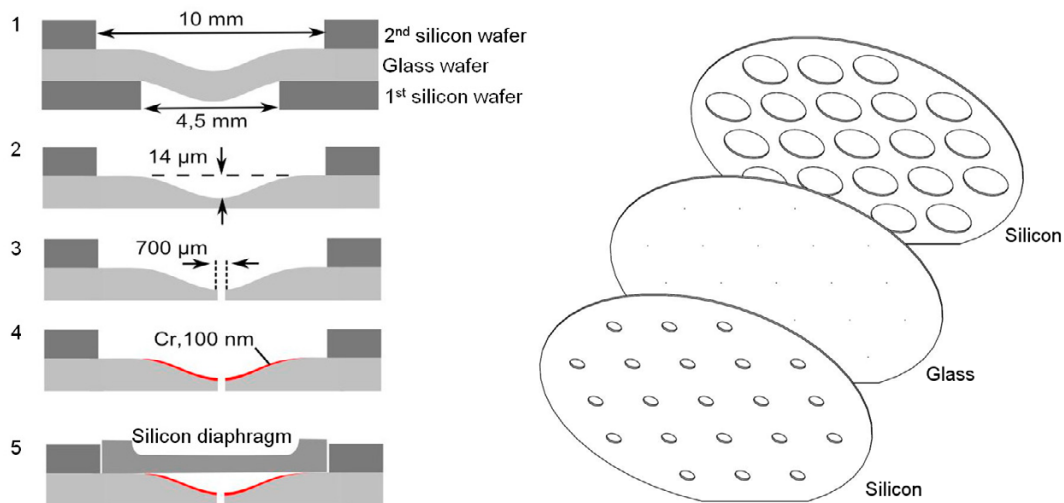 1
10 mm
2nd silicon wafer
Glass wafer
1st silicon wafer
4,5 mm
2
14 µm
3
700 µm
4
Cr,100 nm
5
Silicon diaphragm
Silicon
Glass
Silicon